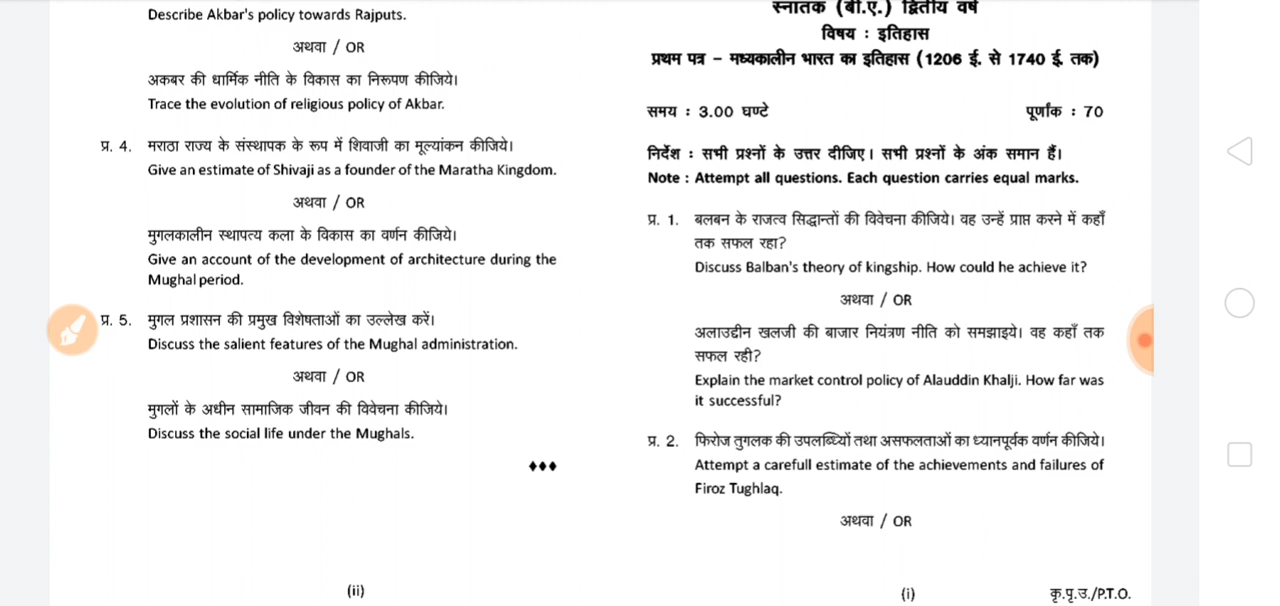 Describe Akbar's policy towards Rajputs.
अथवा / OR
अकबर की धार्मिक नीति के विकास का निरूपण कीजिये।
Trace the evolution of religious policy of Akbar.
प्र. 4. मराठा राज्य के संस्थापक के रूप में शिवाजी का मूल्यांकन कीजिये।
Give an estimate of Shivaji as a founder of the Maratha Kingdom.
अथवा / OR
मुगलकालीन स्थापत्य कला के विकास का वर्णन कीजिये।
Give an account of the development of architecture during the
Mughal period.
प्र. 5. मुगल प्रशासन की प्रमुख विशेषताओं का उल्लेख करें।
Discuss the salient features of the Mughal administration.
अथवा / OR
मुगलों के अधीन सामाजिक जीवन की विवेचना कीजिये।
Discuss the social life under the Mughals.
(ii)
स्नातक (बी.ए.) द्वितीय वर्ष
विषय : इतिहास
प्रथम पत्र - मध्यकालीन भारत का इतिहास (1206 ई. से 1740 ई. तक)
समय : 3.00 घण्टे पूर्णांक : 70
निर्देश : सभी प्रश्नों के उत्तर दीजिए। सभी प्रश्नों के अंक समान हैं।
Note : Attempt all questions. Each question carries equal marks.
प्र. 1. बलबन के राजत्व सिद्धान्तों की विवेचना कीजिये। वह उन्हें प्राप्त करने में कहाँ
तक सफल रहा?
Discuss Balban's theory of kingship. How could he achieve it?
अथवा / OR
अलाउद्दीन खलजी की बाजार नियंत्रण नीति को समझाइये। वह कहाँ तक
सफल रही?
Explain the market control policy of Alauddin Khalji. How far was
it successful?
प्र. 2. फिरोज तुगलक की उपलब्धियों तथा असफलताओं का ध्यानपूर्वक वर्णन कीजिये।
Attempt a carefull estimate of the achievements and failures of
Firoz Tughlaq.
अथवा / OR
(i) कृ.पृ.उ./P.T.O.